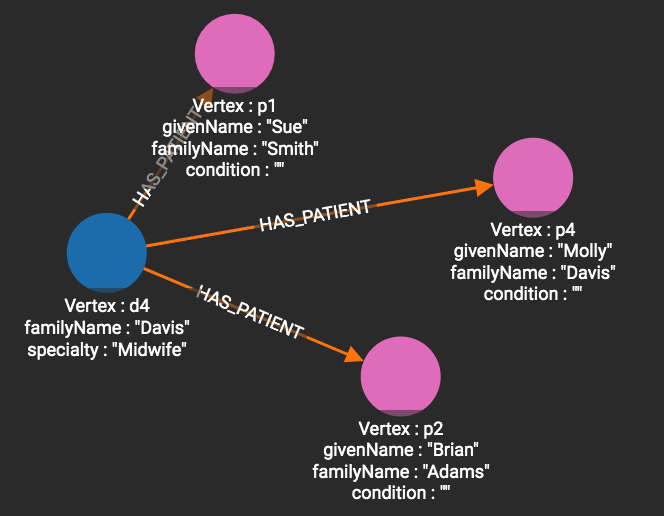 Vertex : p1
givenName : "Sue"
familyName : "Smith"
condition : ""
HAS_PATIENT
HAS_PATIENT
Vertex : p4
givenName : "Molly"
familyName : "Davis"
condition : ""
HAS_PATIENT
Vertex : d4
familyName : "Davis"
specialty : "Midwife"
Vertex : p2
givenName : "Brian"
familyName : "Adams"
condition : ""